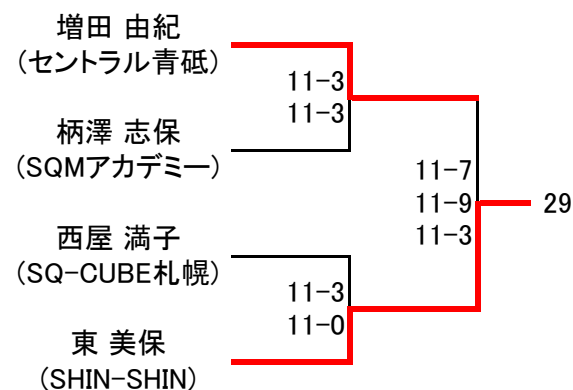 増田 由紀
(セントラル青砥)
11-3
11-3
柄澤 志保
(SQMアカデミー)
11-7
11-9
11-3
29
西屋 満子
(SQ-CUBE札幌)
11-3
11-0
東 美保
(SHIN-SHIN)